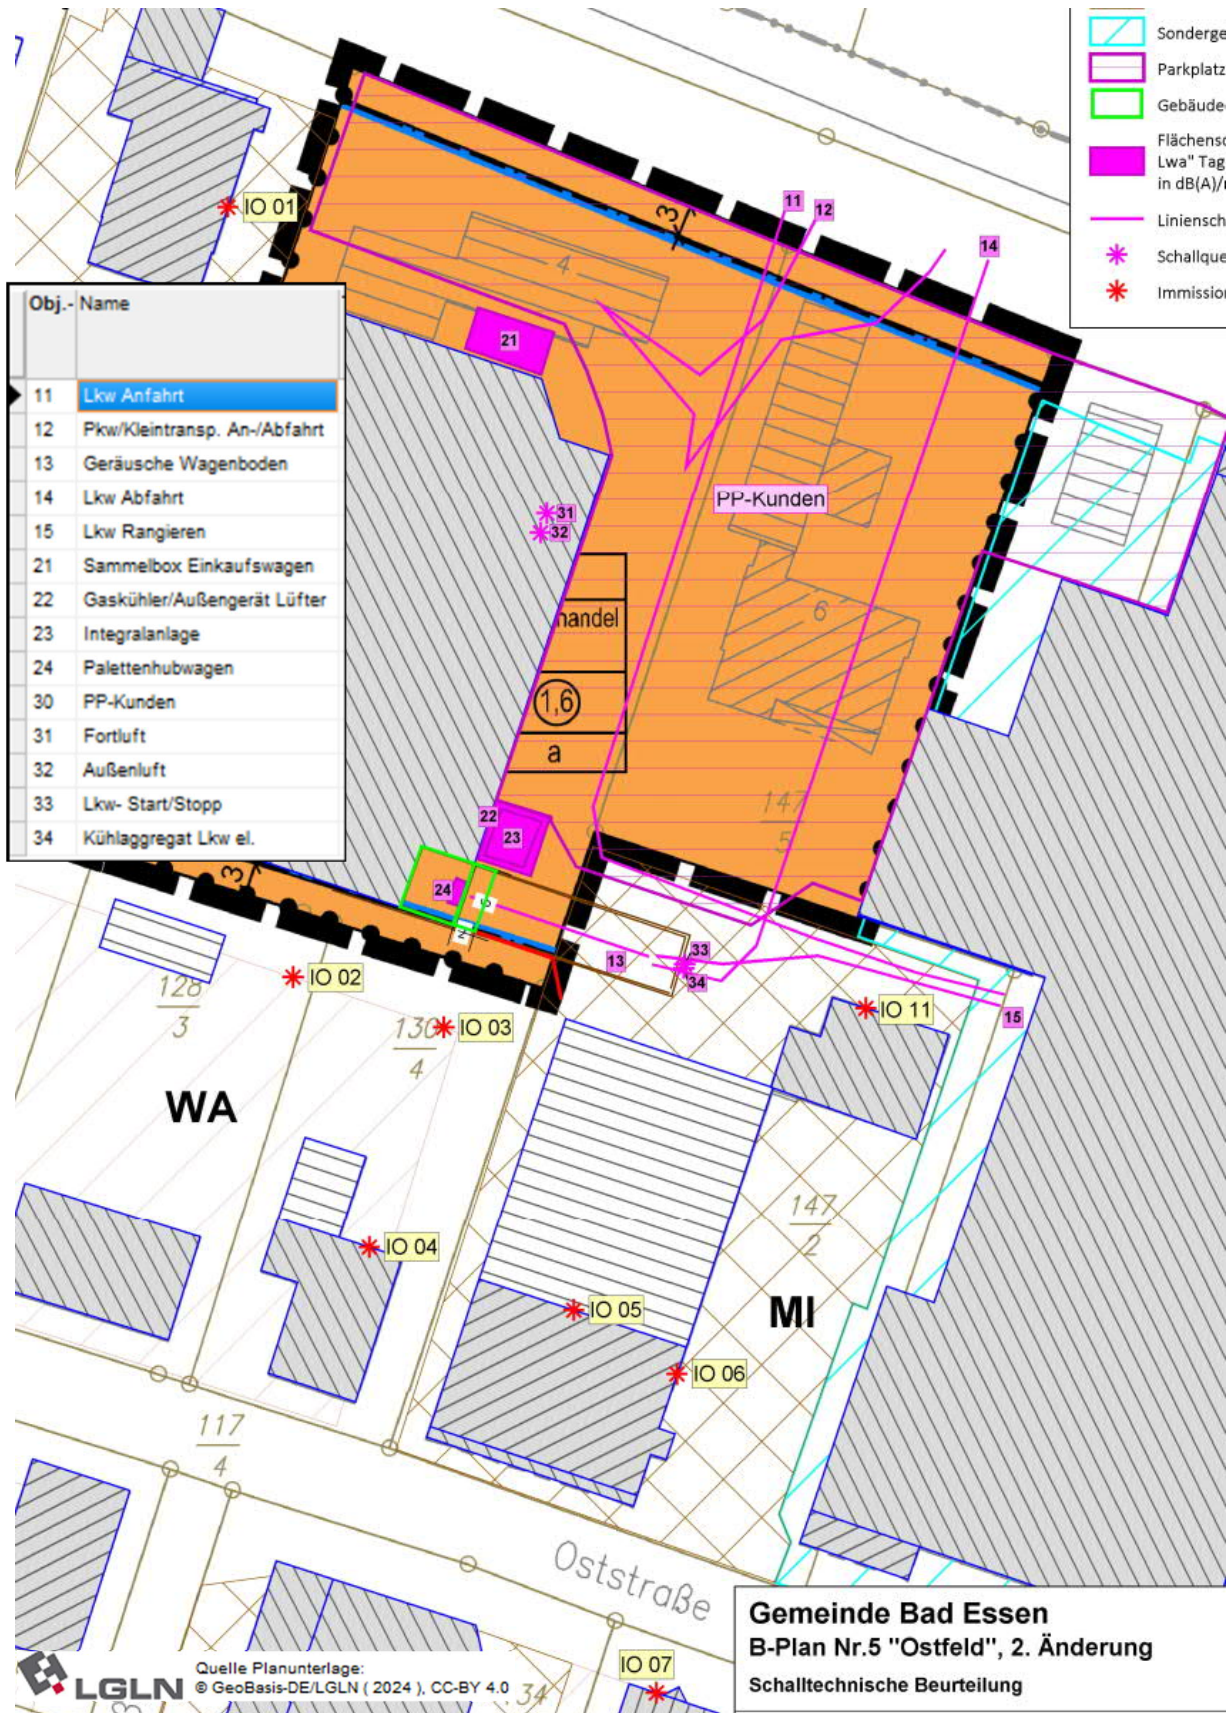 Sonderge
Parkplatz
Gebäude
Lwa" Tag
in dB(A)/
Linienscha
Schallque
Immission
11
12
14
3
IO 01
4
Obj.- Name
11 Lkw Anfahrt
12 Pkw/Kleintransp. An-/Abfahrt
13 Geräusche Wagenboden
14 Lkw Abfahrt
15 Lkw Rangieren
21 Sammelbox Einkaufswagen
22 Gaskühler/Außengerät Lüfter
23 Integralanlage
24 Palettenhubwagen
30 PP-Kunden
31 Fortluft
32 Außenluft
33 Lkw- Start/Stopp
34 Kühlaggregat Lkw el.
21
PP-Kunden
31
32
handel
6
1,6
a
147
5
22
23
24
3
13
33
34
15
IO 02
IO 03
IO 11
128
3
130
4
WA
147
2
IO 04
IO 05
MI
IO 06
117
4
Oststraße
IO 07
34
LGLN
Quelle Planunterlage:
© GeoBasis-DE/LGLN ( 2024 ), CC-BY 4.0
Gemeinde Bad Essen
B-Plan Nr.5 "Ostfeld", 2. Änderung
Schalltechnische Beurteilung